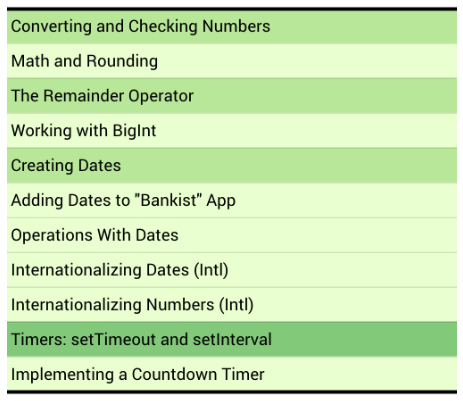 Converting and Checking Numbers
Math and Rounding
The Remainder Operator
Working with BigInt
Creating Dates
Adding Dates to "Bankist" App
Operations With Dates
Internationalizing Dates (Intl)
Internationalizing Numbers (Intl)
Timers: setTimeout and setInterval
Implementing a Countdown Timer